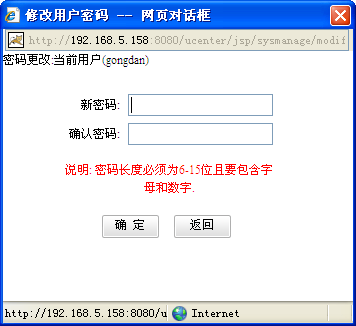 修改用户密码 -- 网页对话框
http://192.168.5.158:8080/ucenter/jsp/sysmanage/modif
密码更改:当前用户(gongdan)
新密码:
确认密码:
说明: 密码长度必须为6-15位且要包含字
母和数字.
确 定 返回
http://192.168.5.158:8080/u Internet